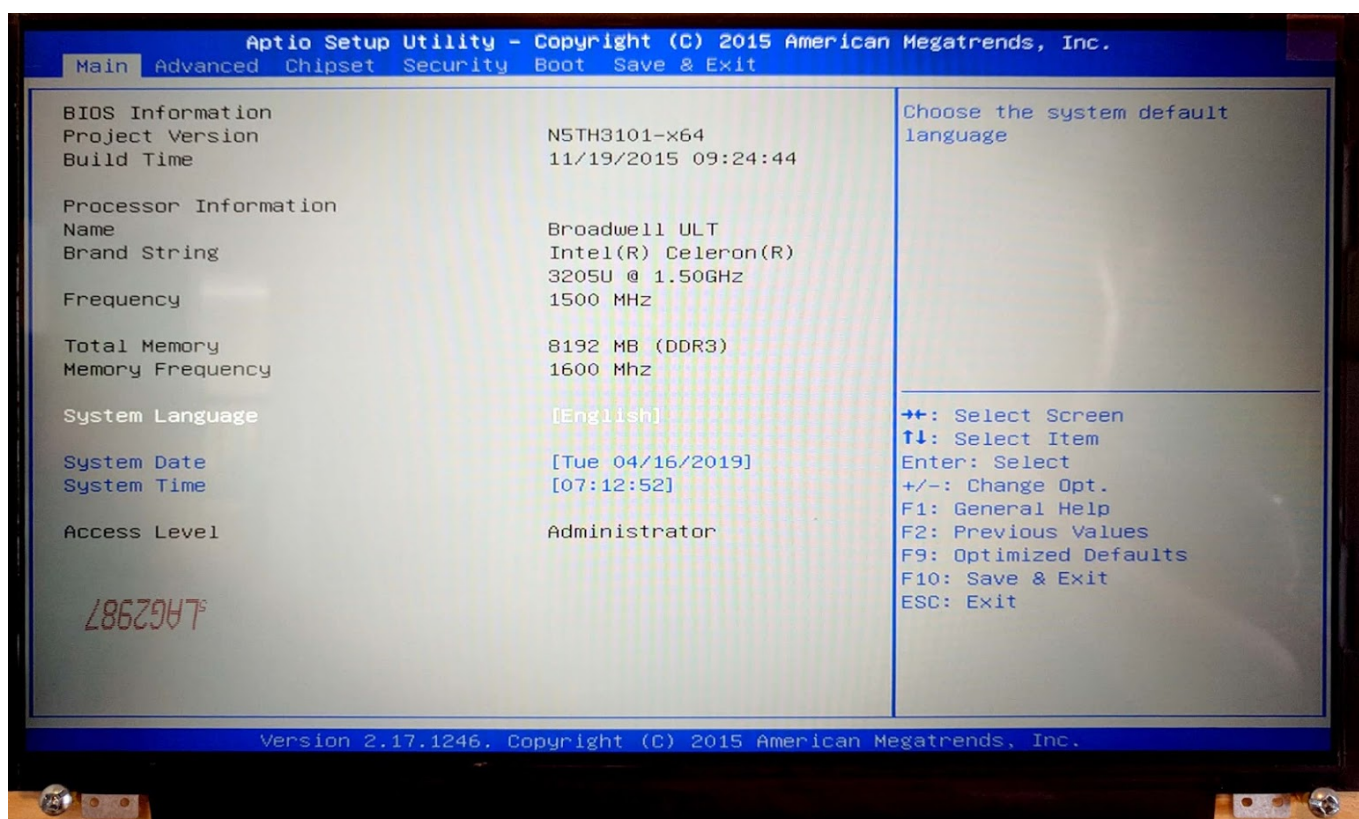 Aptio Setup Utility – Copyright (C) 2015 American Megatrends, Inc.
Main Advanced Chipset Security Boot Save & Exit
BIOS Information
Project Version N5TH3101-x64
Build Time 11/19/2015 09:24:44
Processor Information
Name Broadwell ULT
Brand String Intel(R) Celeron(R)
3205U @ 1.50GHz
Frequency 1500 MHz
Total Memory 8192 MB (DDR3)
Memory Frequency 1600 Mhz
System Language [English]
System Date [Tue 04/16/2019]
System Time [07:12:52]
Access Level Administrator
Choose the system default
language
→←: Select Screen
↑↓: Select Item
Enter: Select
+/-: Change Opt.
F1: General Help
F2: Previous Values
F9: Optimized Defaults
F10: Save & Exit
ESC: Exit
Version 2.17.1246. Copyright (C) 2015 American Megatrends, Inc.